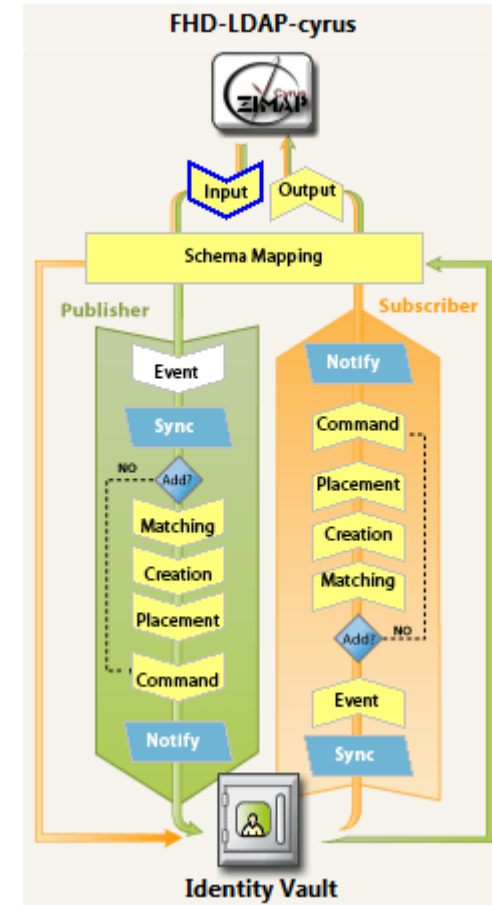 FHD-LDAP-cyrus
Cyrus
IMAP
Input
Output
Schema Mapping
Publisher
Subscriber
Event
Sync
NO
Add?
Matching
Creation
Placement
Command
Notify
Notify
Command
Placement
Creation
Matching
Add?
NO
Event
Sync
Identity Vault